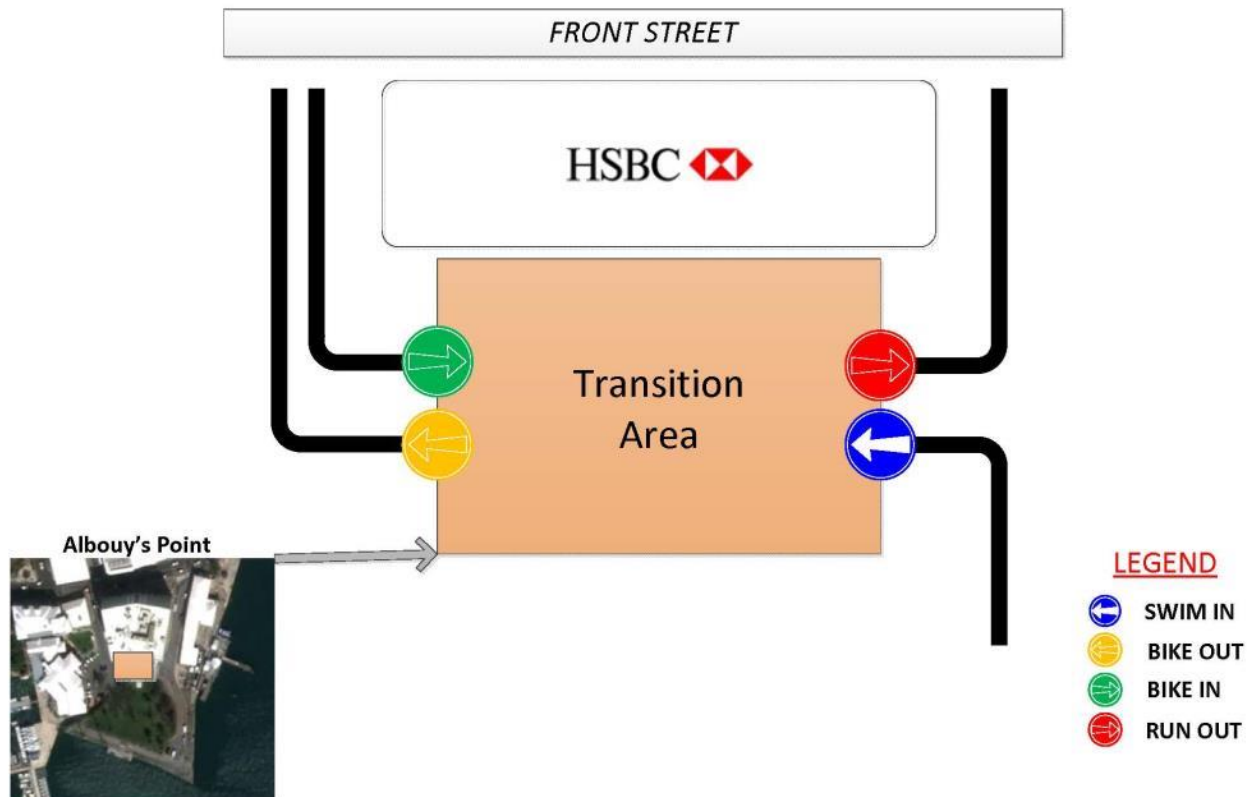 FRONT STREET
HSBC
Transition
Area
Albouy's Point
LEGEND
SWIM IN
BIKE OUT
BIKE IN
RUN OUT